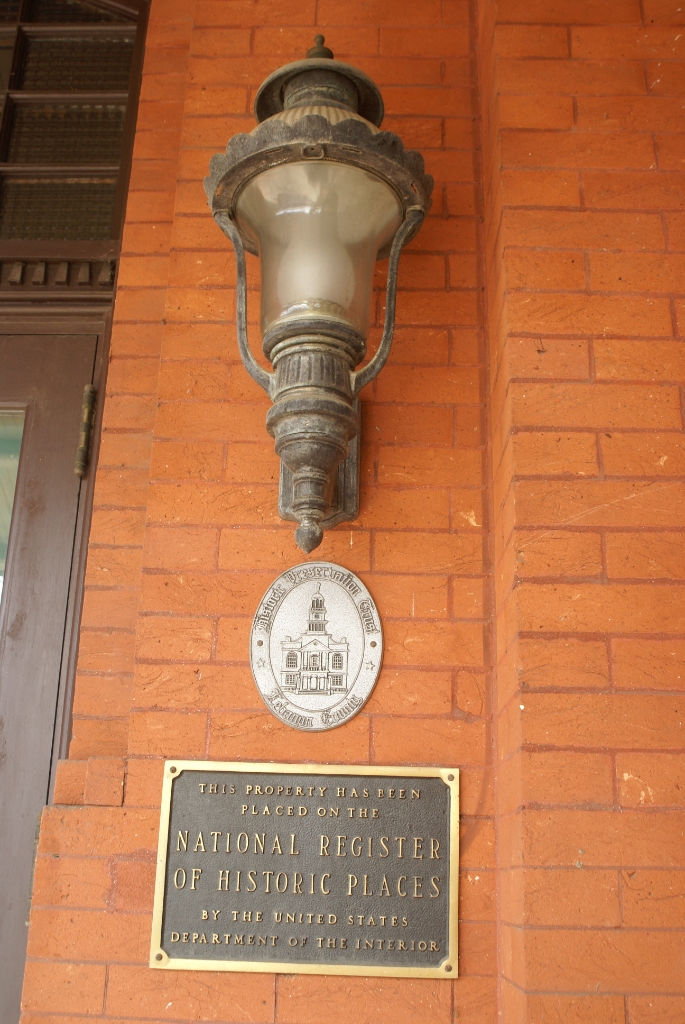 Historic Preservation Trust
Lebanon County
THIS PROPERTY HAS BEEN
PLACED ON THE
NATIONAL REGISTER
OF HISTORIC PLACES
BY THE UNITED STATES
DEPARTMENT OF THE INTERIOR